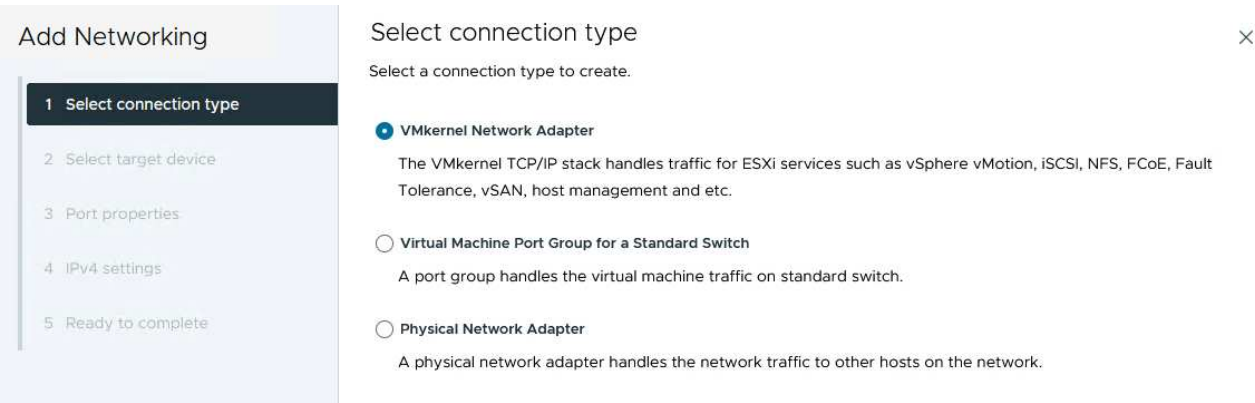 Add Networking
1 Select connection type
2 Select target device
3 Port properties
4 IPv4 settings
5 Ready to complete
Select connection type
Select a connection type to create.
VMkernel Network Adapter
The VMkernel TCP/IP stack handles traffic for ESXi services such as vSphere vMotion, iSCSI, NFS, FCoE, Fault
Tolerance, vSAN, host management and etc.
Virtual Machine Port Group for a Standard Switch
A port group handles the virtual machine traffic on standard switch.
Physical Network Adapter
A physical network adapter handles the network traffic to other hosts on the network.